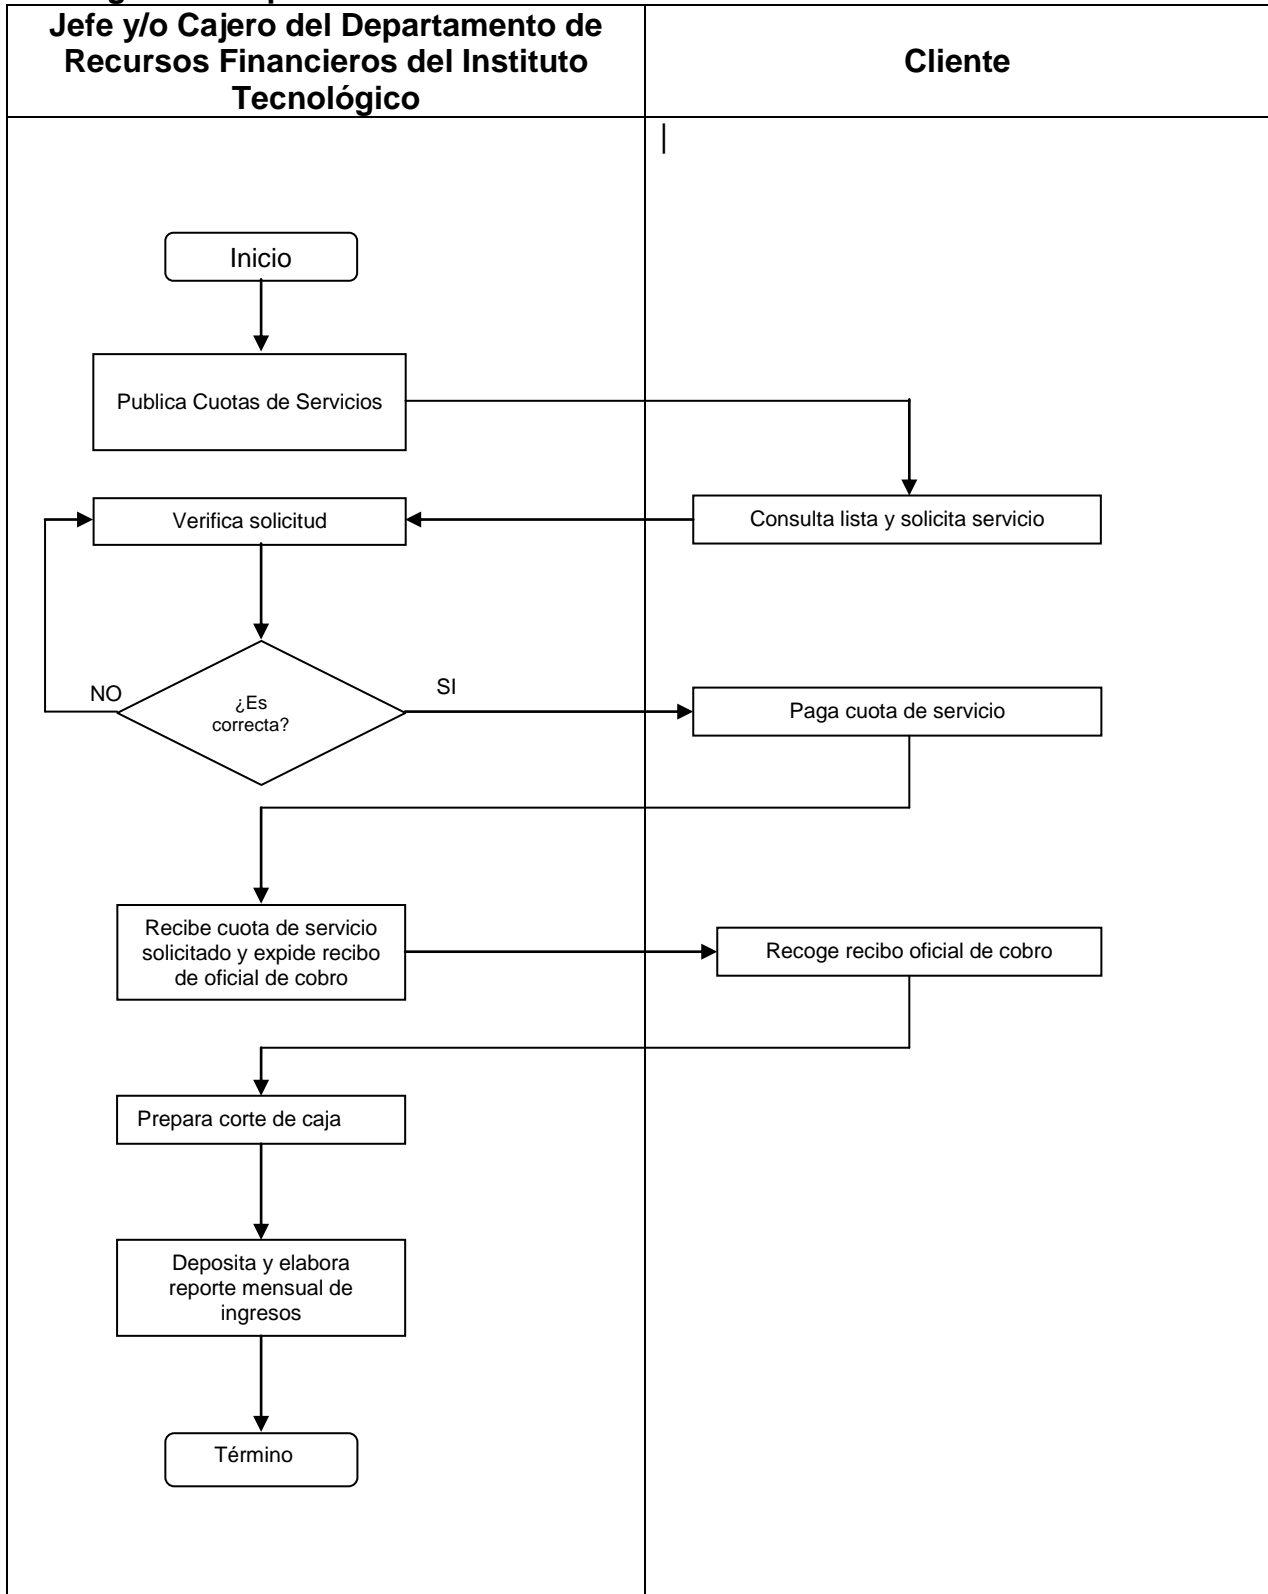 Jefe y/o Cajero del Departamento de
Recursos Financieros del Instituto
Tecnológico
Cliente
Inicio
Publica Cuotas de Servicios
Consulta lista y solicita servicio
Verifica solicitud
¿Es
correcta?
NO
SI
Paga cuota de servicio
Recibe cuota de servicio
solicitado y expide recibo
de oficial de cobro
Recoge recibo oficial de cobro
Prepara corte de caja
Deposita y elabora
reporte mensual de
ingresos
Término